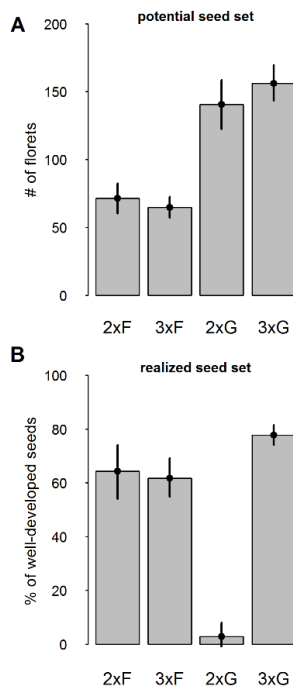 A
potential seed set
# of florets
200
150
100
50
0
2xF 3xF 2xG 3xG
B
realized seed set
% of well-developed seeds
100
80
60
40
20
0
2xF 3xF 2xG 3xG